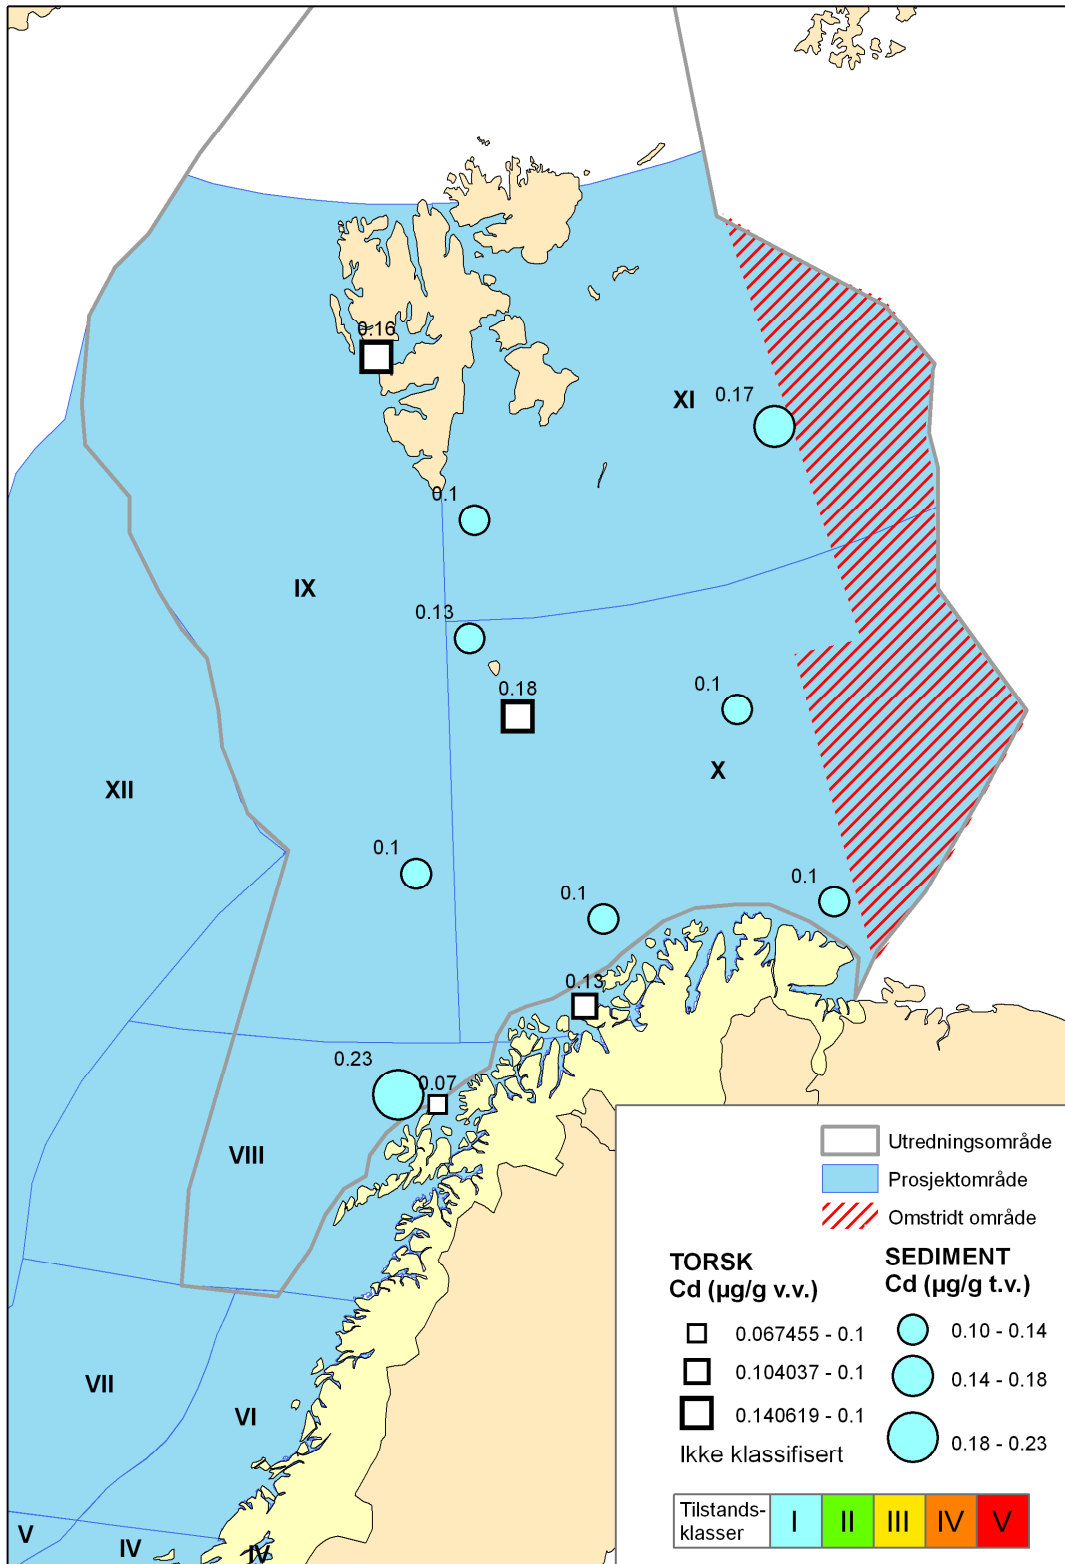 0.16
XI
0.17
0.1
IX
0.13
0.18
0.1
X
XII
0.1
0.1
0.1
0.13
0.23
0.07
VIII
VII
VI
V
IV
IV
Utredningsområde
Prosjektområde
Omstridt område
TORSK
Cd (µg/g v.v.)
0.067455 - 0.1
0.104037 - 0.1
0.140619 - 0.1
Ikke klassifisert
SEDIMENT
Cd (µg/g t.v.)
0.10 - 0.14
0.14 - 0.18
0.18 - 0.23
Tilstands-
klasser
I II III IV V